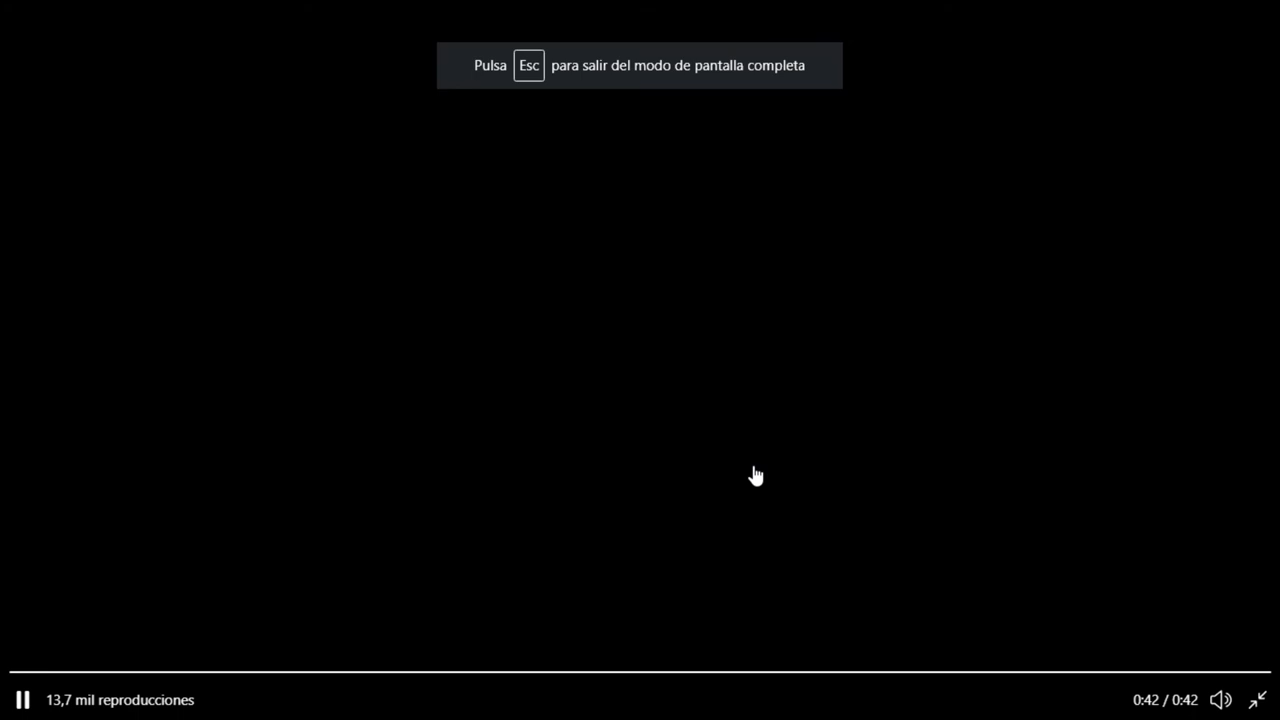 Pulsa Esc para salir del modo de pantalla completa
13,7 mil reproducciones
0:42 / 0:42